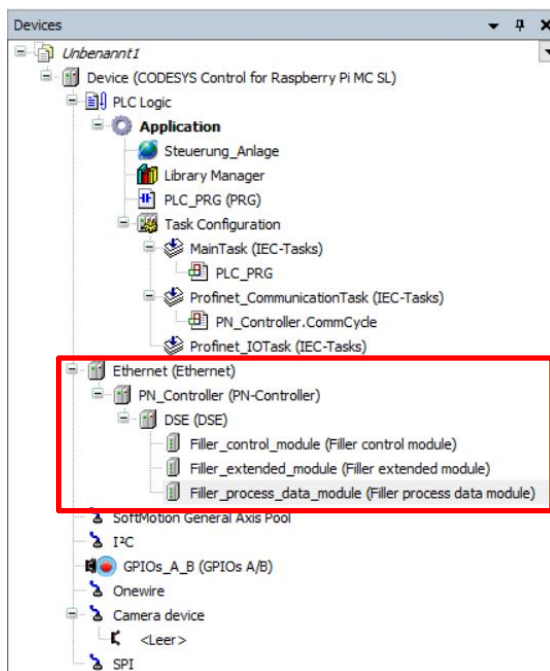 Devices
Unbenannt1
Device (CODESYS Control for Raspberry Pi MC SL)
PLC Logic
Application
Steuerung_Anlage
Library Manager
PLC_PRG (PRG)
Task Configuration
MainTask (IEC-Tasks)
PLC_PRG
Profinet_CommunicationTask (IEC-Tasks)
PN_Controller.CommCycle
Profinet_IOTask (IEC-Tasks)
Ethernet (Ethernet)
PN_Controller (PN-Controller)
DSE (DSE)
Filler_control_module (Filler control module)
Filler_extended_module (Filler extended module)
Filler_process_data_module (Filler process data module)
SoftMotion General Axis Pool
I²C
GPIOs_A_B (GPIOs A/B)
Onewire
Camera device
<Leer>
SPI